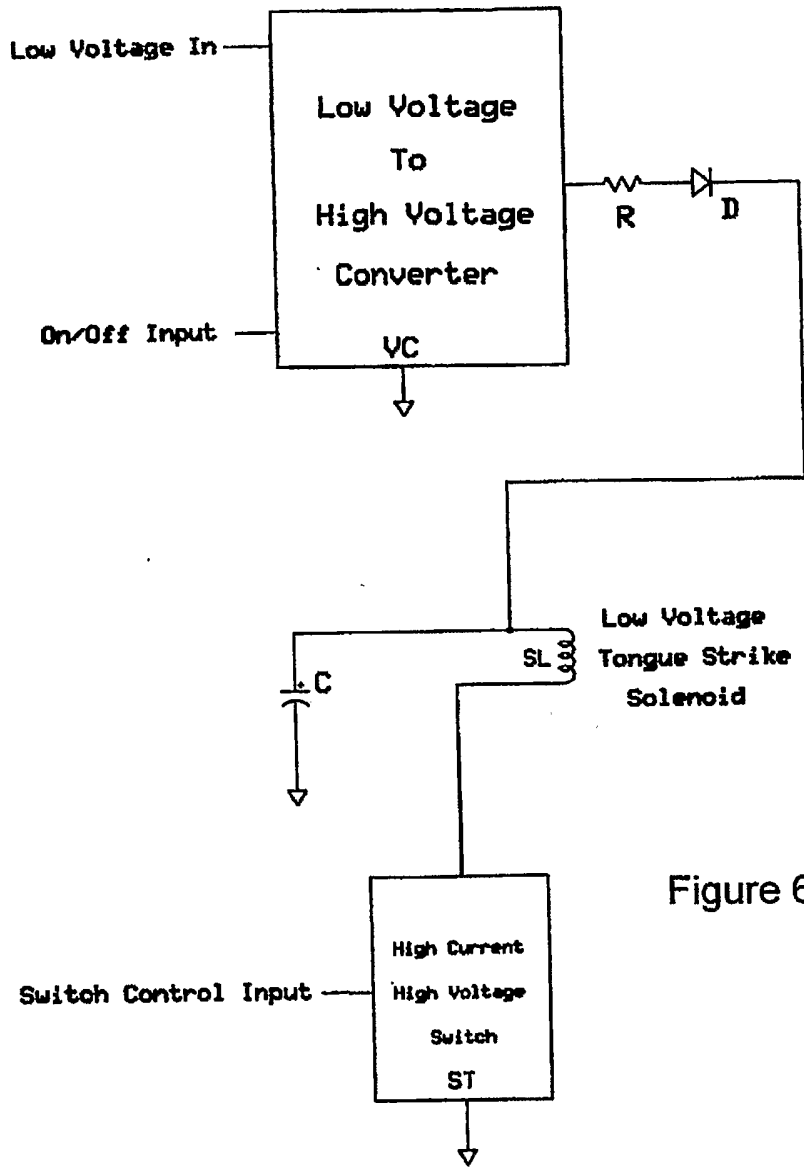 Low Voltage In
Low Voltage
To
High Voltage
Converter
On/Off Input
VC
R
D
C
SL
Low Voltage
Tongue Strike
Solenoid
Figure 6
High Current
High Voltage
Switch
ST
Switch Control Input